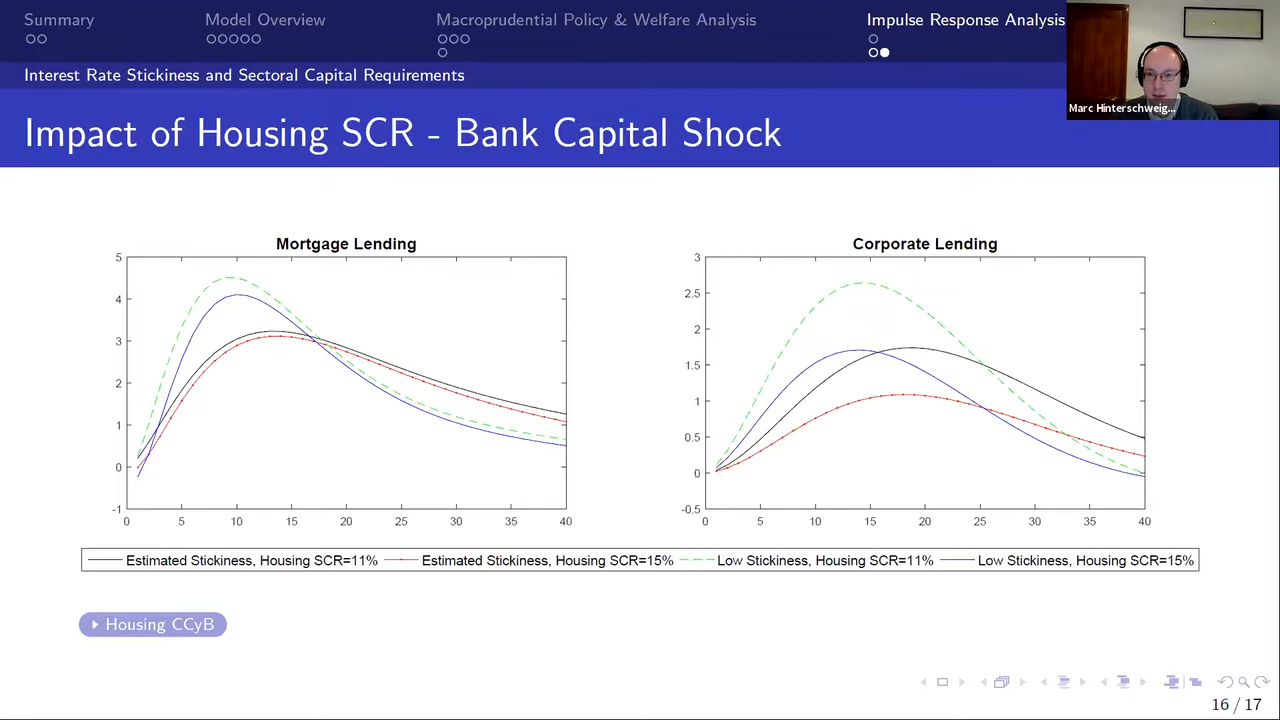 Summary
Model Overview
Macroprudential Policy & Welfare Analysis
Impulse Response Analysis
Marc Hinterschweig...
Interest Rate Stickiness and Sectoral Capital Requirements
Impact of Housing SCR - Bank Capital Shock
Mortgage Lending
5
4
3
2
1
0
-1
0 5 10 15 20 25 30 35 40
Corporate Lending
3
2.5
2
1.5
1
0.5
0
-0.5
0 5 10 15 20 25 30 35 40
Estimated Stickiness, Housing SCR=11% Estimated Stickiness, Housing SCR=15% Low Stickiness, Housing SCR=11% Low Stickiness, Housing SCR=15%
Housing CCyB
16 / 17